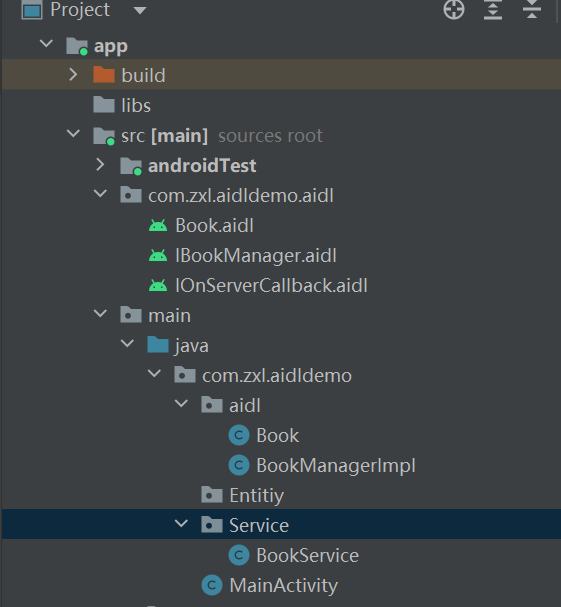 Project
app
build
libs
src [main] sources root
androidTest
com.zxl.aidldemo.aidl
Book.aidl
IBookManager.aidl
IOnServerCallback.aidl
main
java
com.zxl.aidldemo
aidl
C Book
C BookManagerImpl
Entitiy
Service
C BookService
C MainActivity